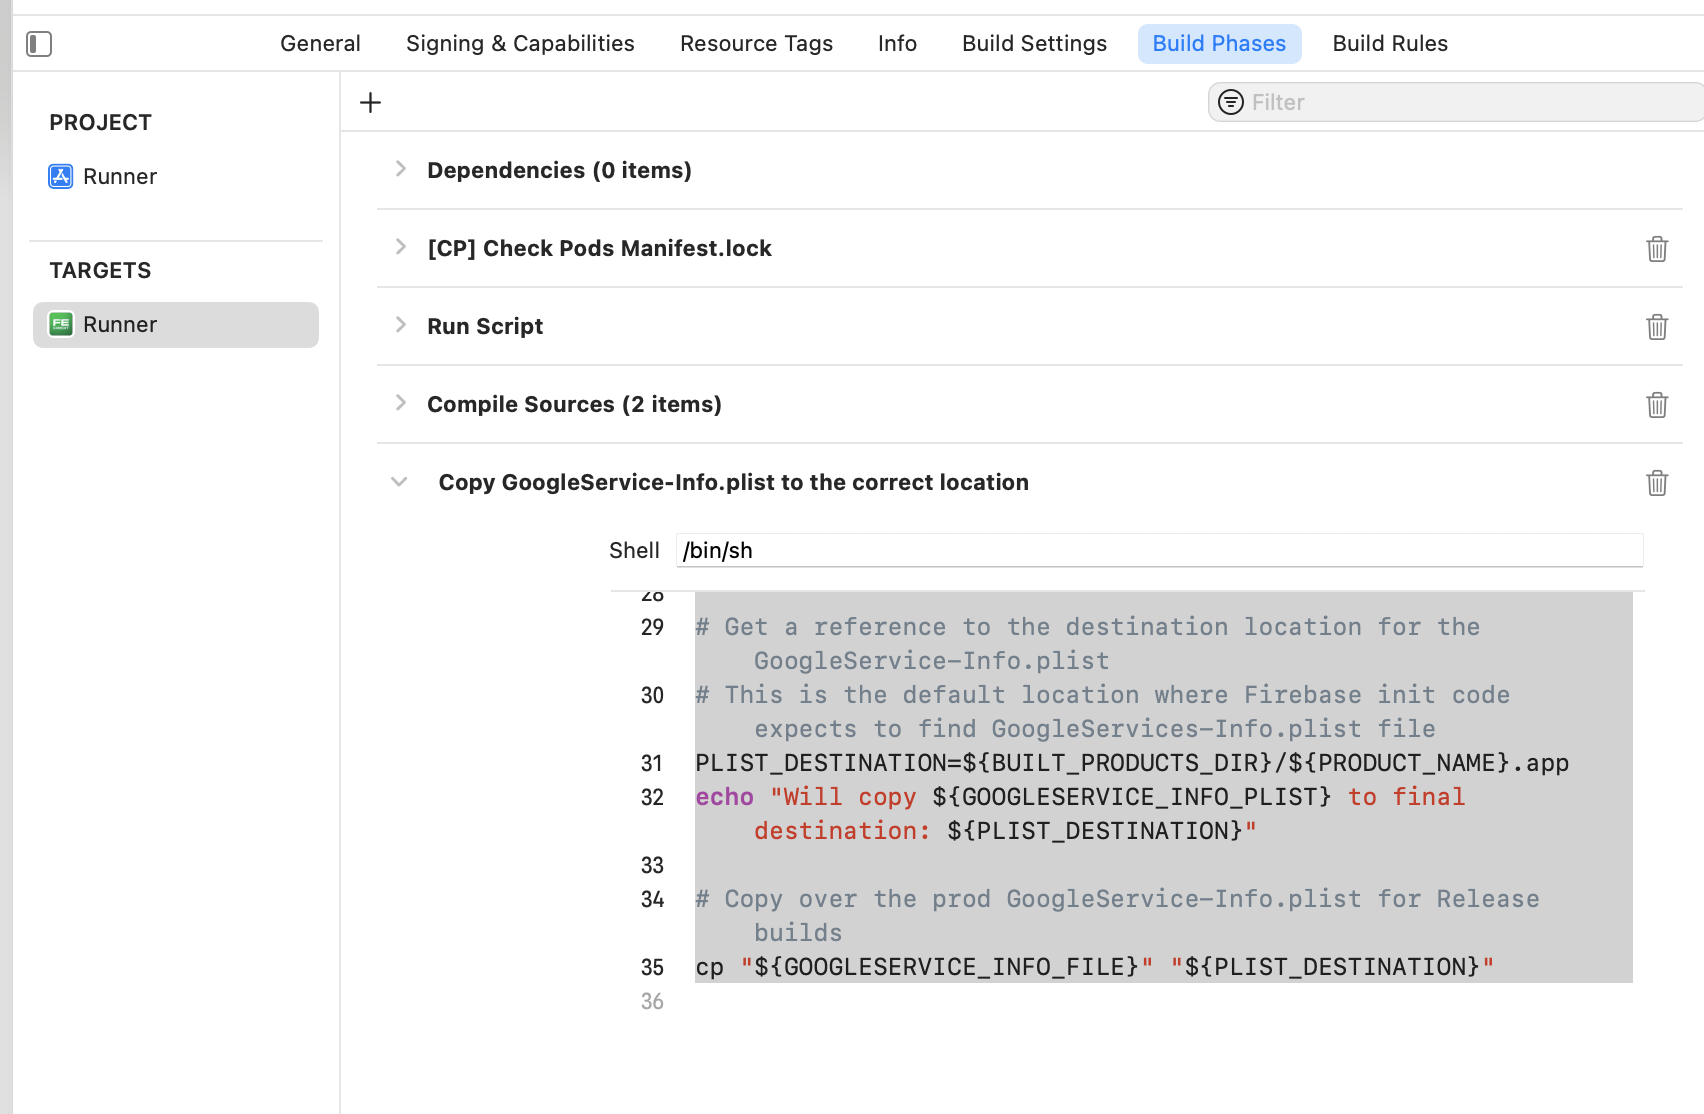 General Signing & Capabilities Resource Tags Info Build Settings Build Phases Build Rules
Filter
PROJECT
Runner
TARGETS
FE Runner
Dependencies (0 items)
[CP] Check Pods Manifest.lock
Run Script
Compile Sources (2 items)
Copy GoogleService-Info.plist to the correct location
Shell /bin/sh
28
29 # Get a reference to the destination location for the
GoogleService-Info.plist
30 # This is the default location where Firebase init code
expects to find GoogleServices-Info.plist file
31 PLIST_DESTINATION=${BUILT_PRODUCTS_DIR}/${PRODUCT_NAME}.app
32 echo "Will copy ${GOOGLESERVICE_INFO_PLIST} to final
destination: ${PLIST_DESTINATION}"
33
34 # Copy over the prod GoogleService-Info.plist for Release
builds
35 cp "${GOOGLESERVICE_INFO_FILE}" "${PLIST_DESTINATION}"
36